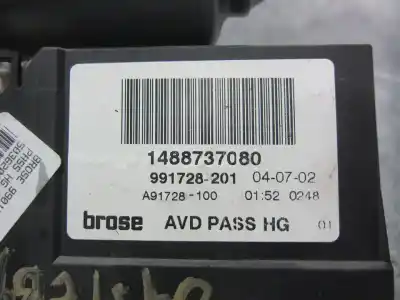 1488737080
991728-201 04-07-02
A91728-100 01:52 0248
brose AVD PASS HG 01